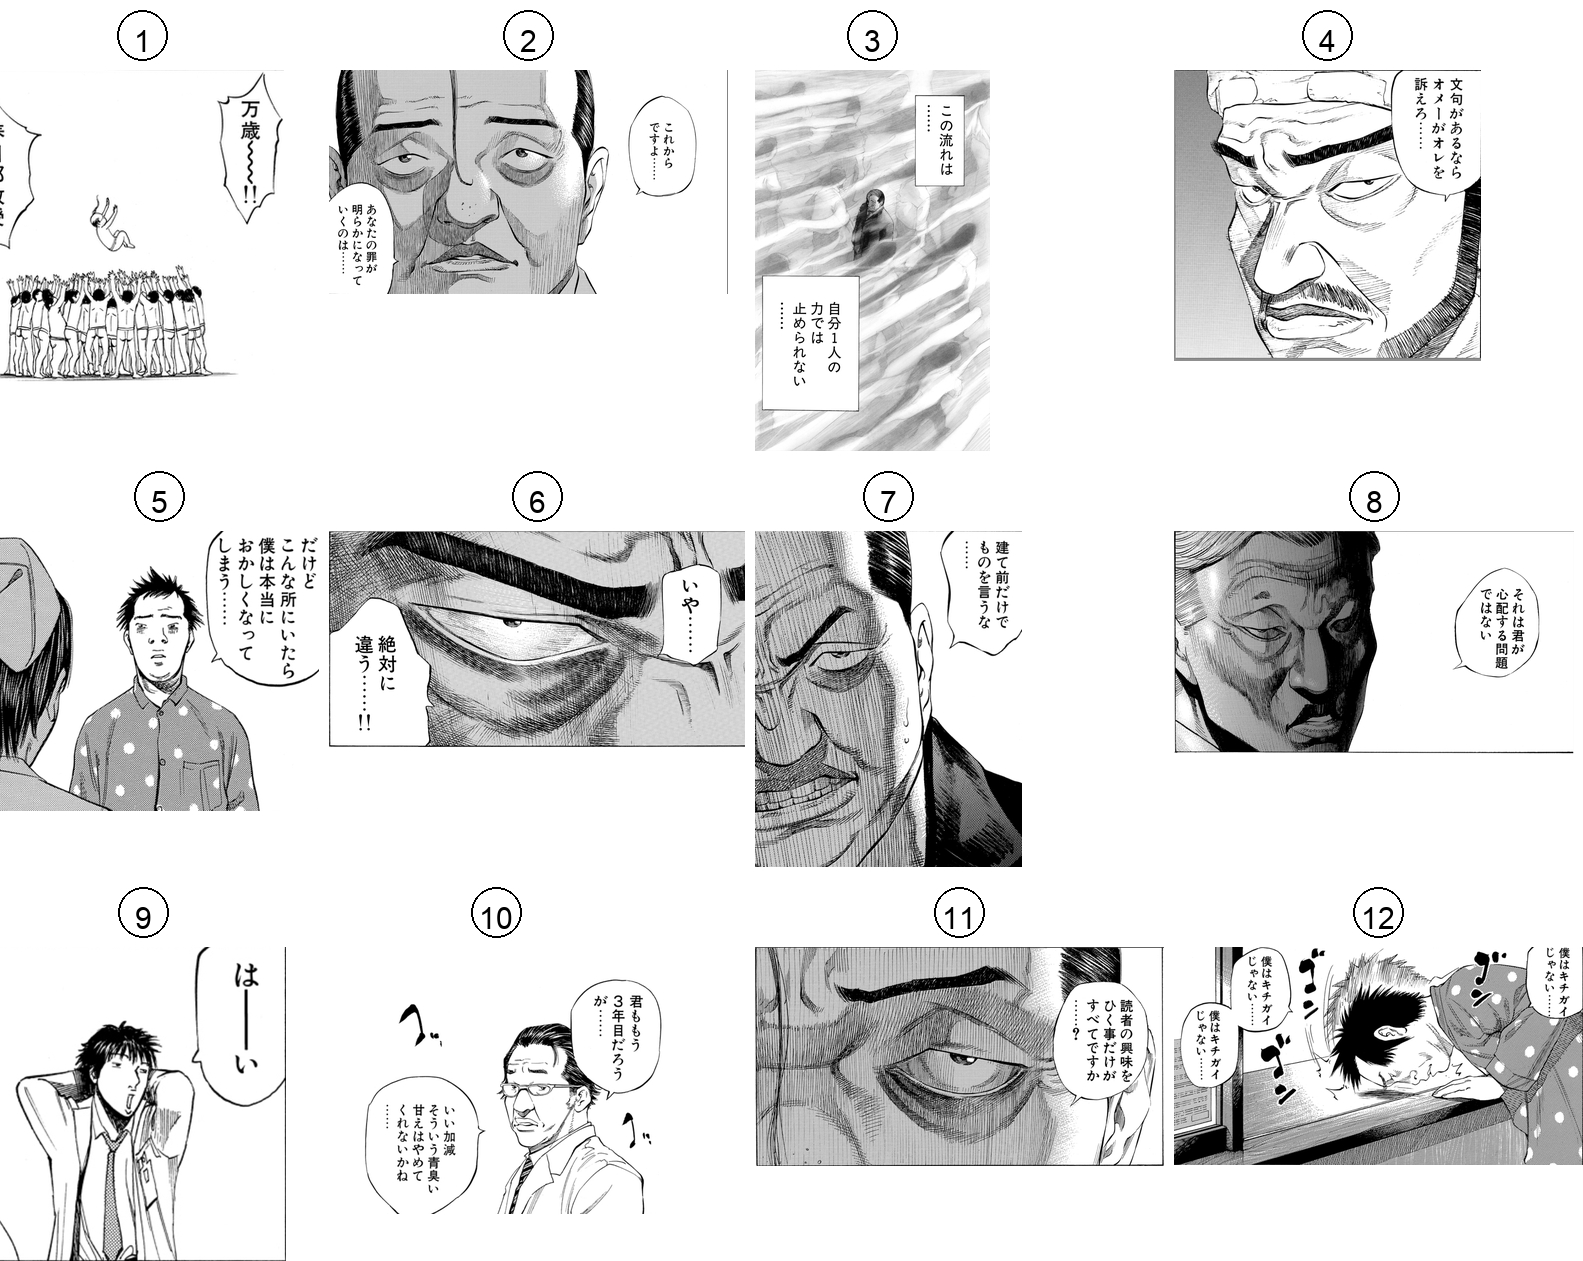 1
万歳〜〜〜!!
2
これから
ですよ……
あなたの罪が
明らかになって
いくのは……
3
この流れは
……
自分1人の
力では
止められない
……
4
文句があるなら
オメーがオレを
訴えろ……
5
だけど
こんな所にいたら
僕は本当に
おかしくなって
しまう……
6
いや……
絶対に
違う……!!
7
建て前だけで
ものを言うな
……
8
それは君が
心配する問題
ではない
9
はーーい
10
君ももう
3年目だろう
が……
いい加減
そういう青臭い
甘えはやめて
くれないかね
……
11
読者の興味を
ひく事だけが
すべてですか
……?
12
僕はキチガイ
じゃない……
ゴンッ
僕はキチガイ
じゃない……
ゴンッ
僕はキチガイ
じゃない……
ゴンッ